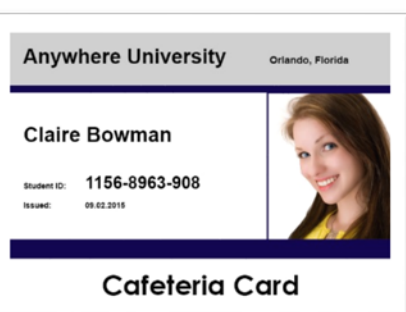 Anywhere University Orlando, Florida
Claire Bowman
Student ID: 1156-8963-908
Issued: 09.02.2015
Cafeteria Card